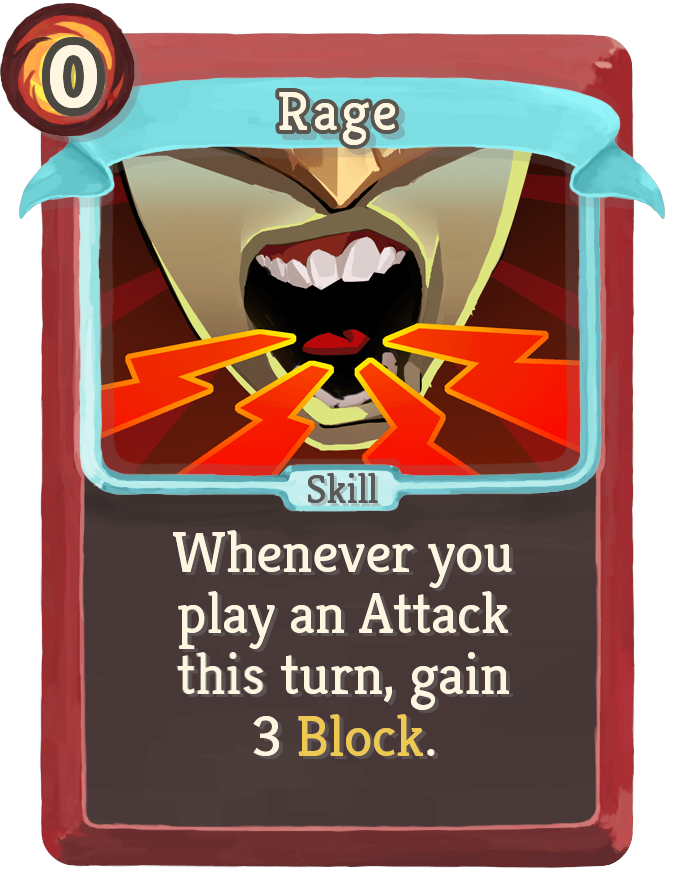 0
Rage
Skill
Whenever you
play an Attack
this turn, gain
3 Block.